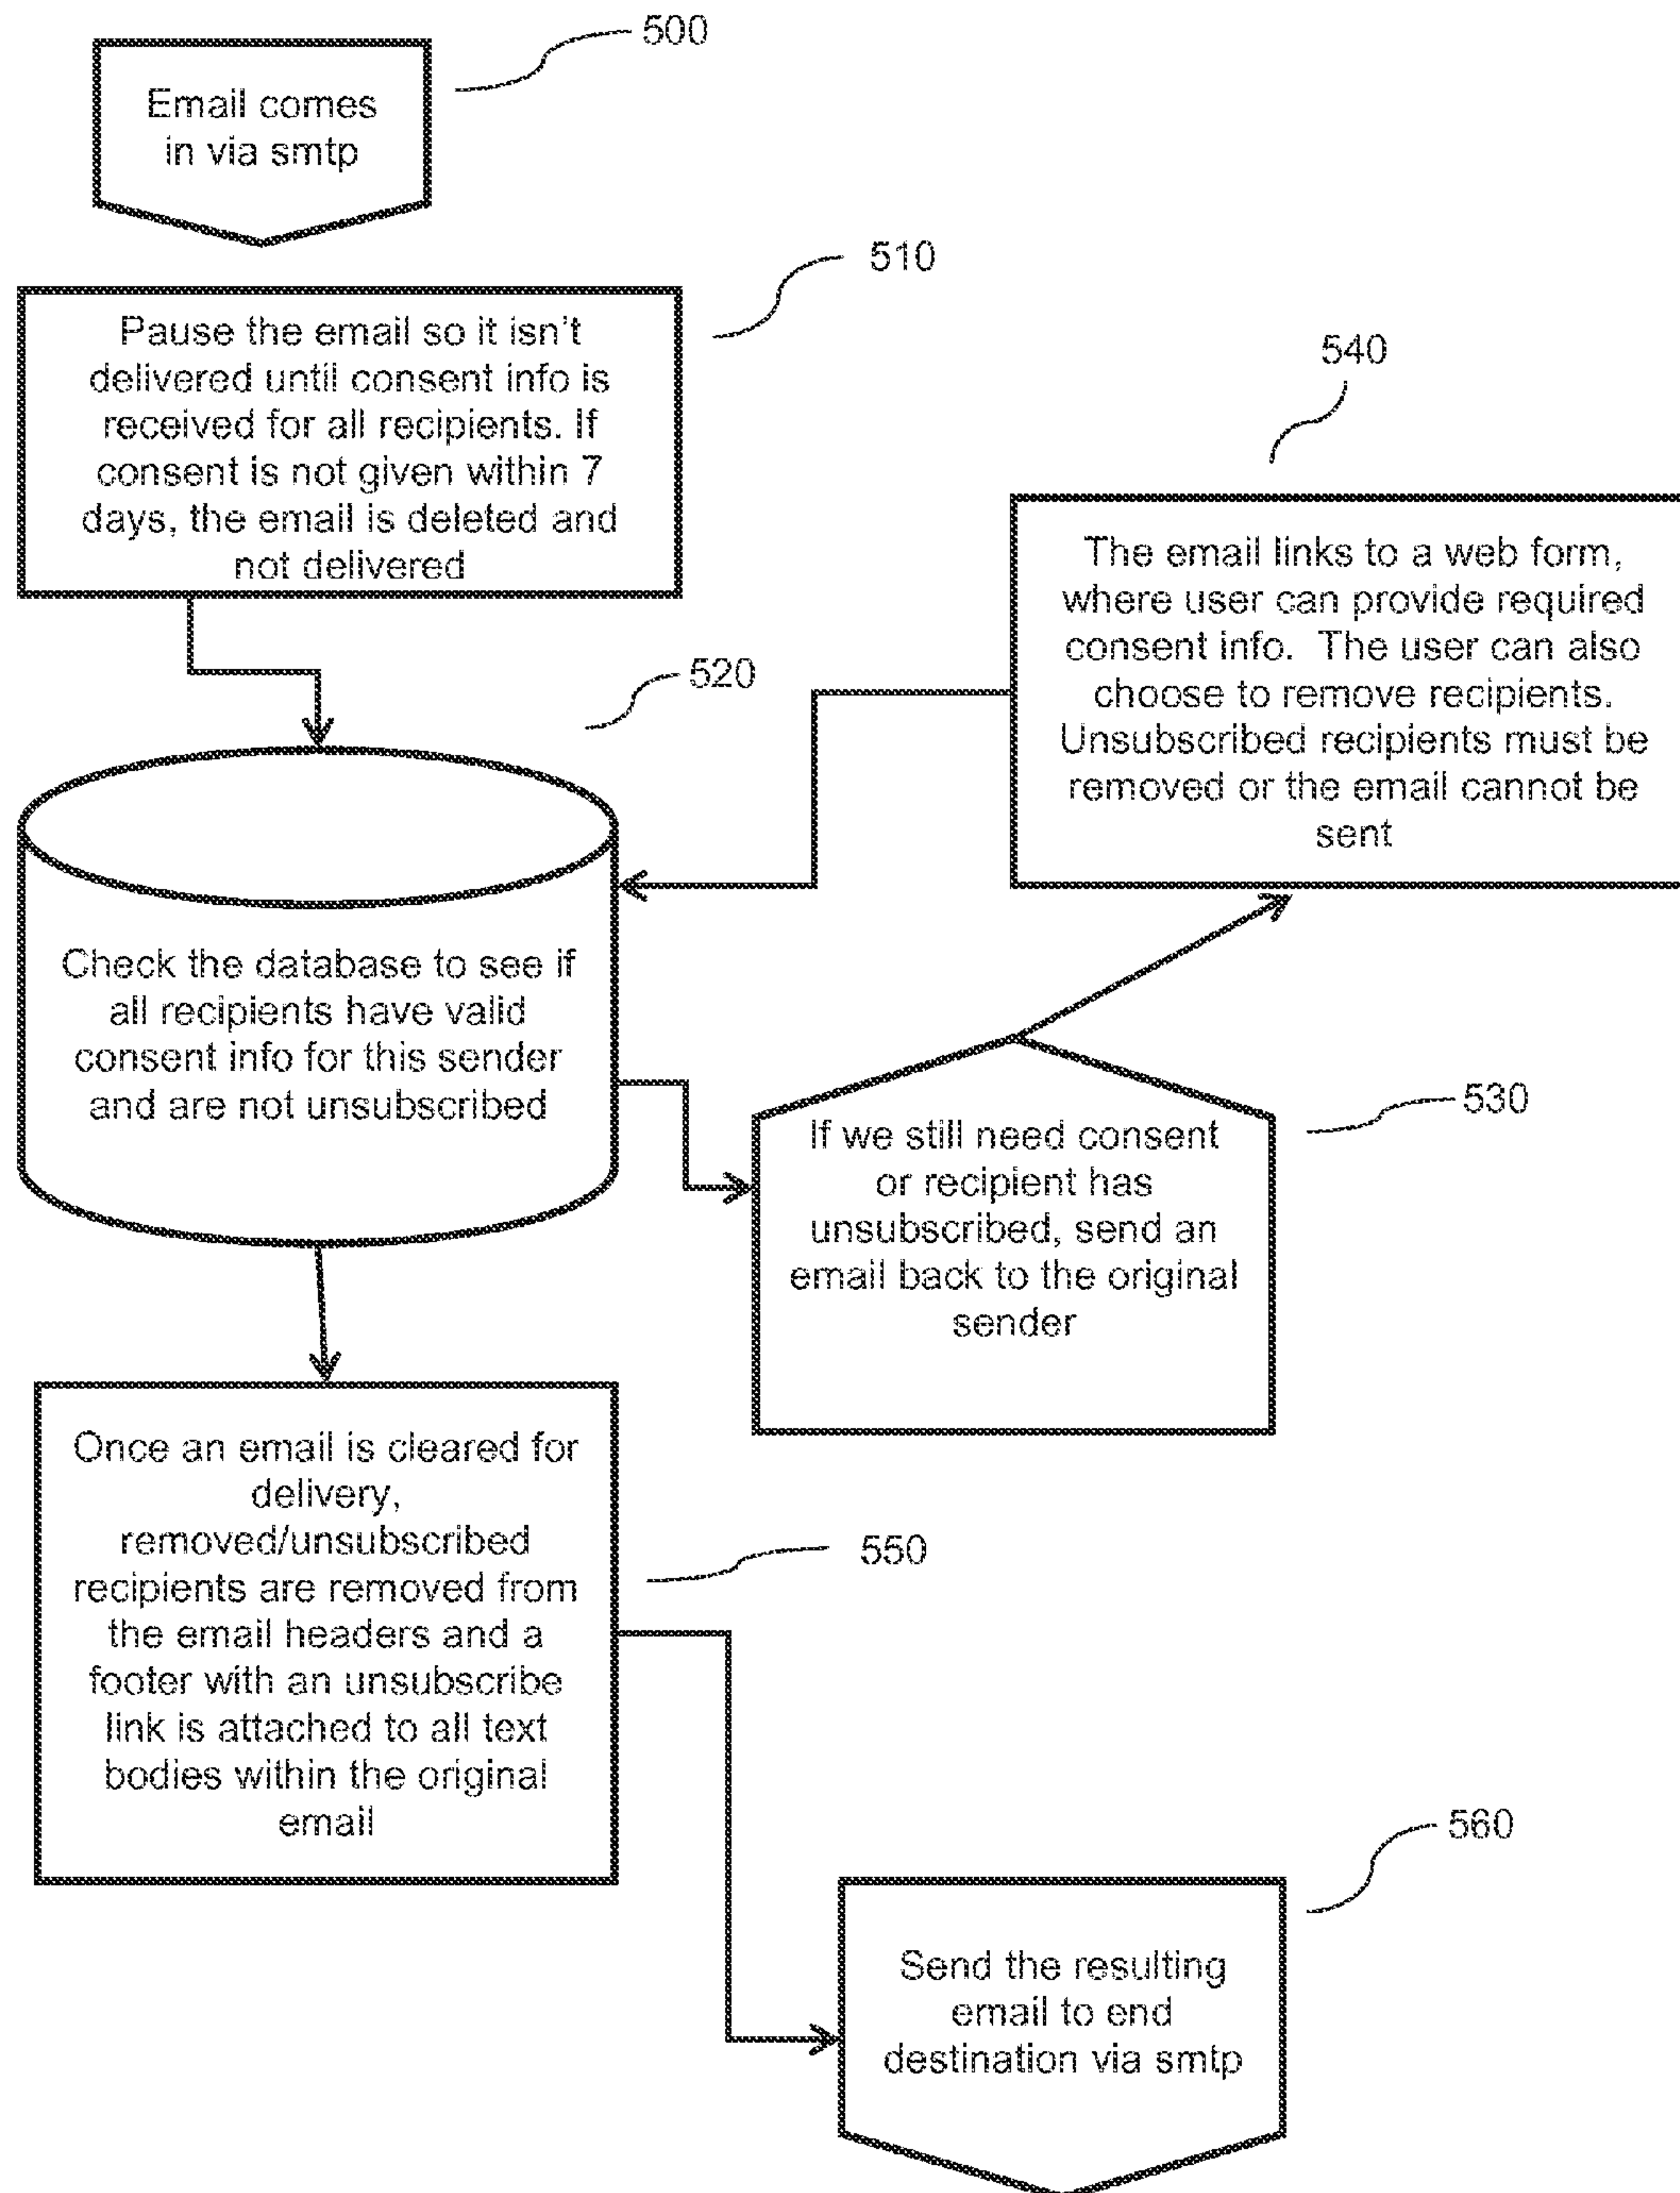 500
Email comes
in via smtp
510
Pause the email so it isn't
delivered until consent info is
received for all recipients. If
consent is not given within 7
days, the email is deleted and
not delivered
520
Check the database to see if
all recipients have valid
consent info for this sender
and are not unsubscribed
530
If we still need consent
or recipient has
unsubscribed, send an
email back to the original
sender
540
The email links to a web form,
where user can provide required
consent info.  The user can also
choose to remove recipients.
Unsubscribed recipients must be
removed or the email cannot be
sent
550
Once an email is cleared for
delivery,
removed/unsubscribed
recipients are removed from
the email headers and a
footer with an unsubscribe
link is attached to all text
bodies within the original
email
560
Send the resulting
email to end
destination via smtp